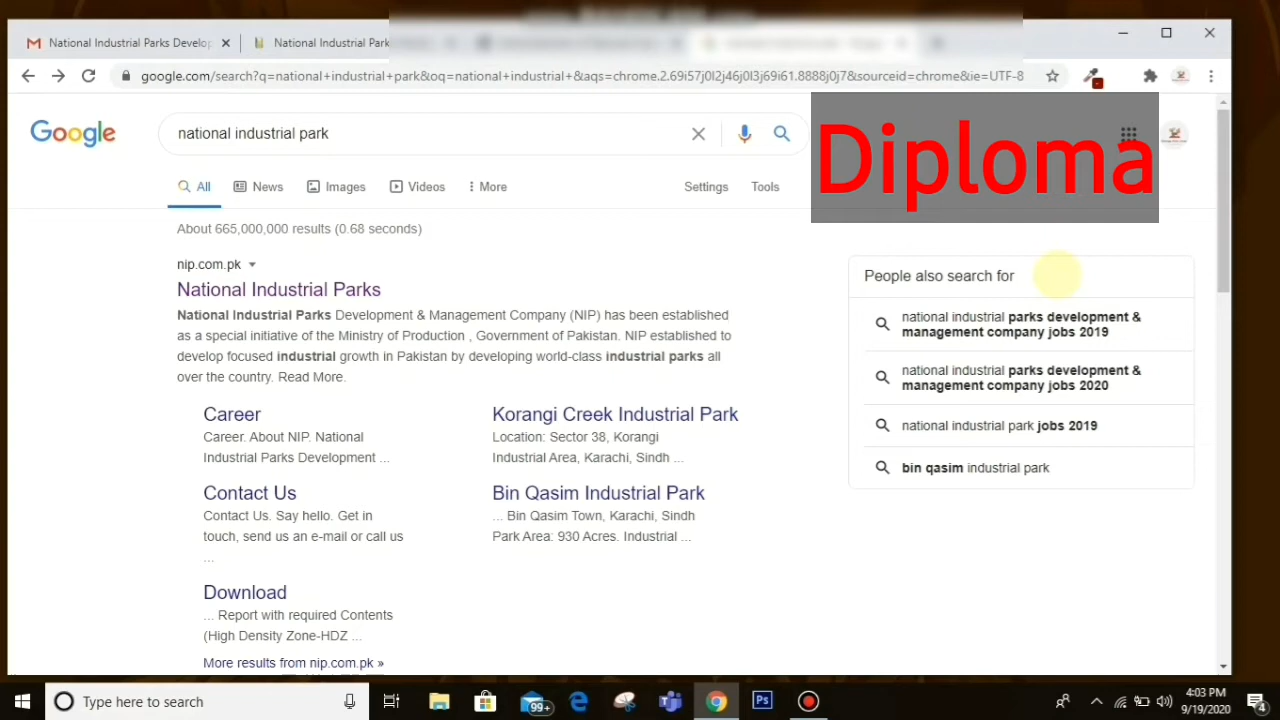 National Industrial Parks Develop
National Industrial Park
google.com/search?q=national+industrial+park&oq=national+industrial+&aqs=chrome.2.69i57j0l2j46j0l3j69i61.8888j0j7&sourceid=chrome&ie=UTF-8
Google
national industrial park
Diploma
All
News
Images
Videos
More
Settings
Tools
About 665,000,000 results (0.68 seconds)
nip.com.pk
National Industrial Parks
National Industrial Parks Development & Management Company (NIP) has been established
as a special initiative of the Ministry of Production , Government of Pakistan. NIP established to
develop focused industrial growth in Pakistan by developing world-class industrial parks all
over the country. Read More.
Career
Career. About NIP. National
Industrial Parks Development ...
Korangi Creek Industrial Park
Location: Sector 38, Korangi
Industrial Area, Karachi, Sindh ...
Contact Us
Contact Us. Say hello. Get in
touch, send us an e-mail or call us
...
Bin Qasim Industrial Park
... Bin Qasim Town, Karachi, Sindh
Park Area: 930 Acres. Industrial ...
Download
... Report with required Contents
(High Density Zone-HDZ ...
More results from nip.com.pk »
People also search for
national industrial parks development &
management company jobs 2019
national industrial parks development &
management company jobs 2020
national industrial park jobs 2019
bin qasim industrial park
Type here to search
99+
Ps
4:03 PM
9/19/2020
4